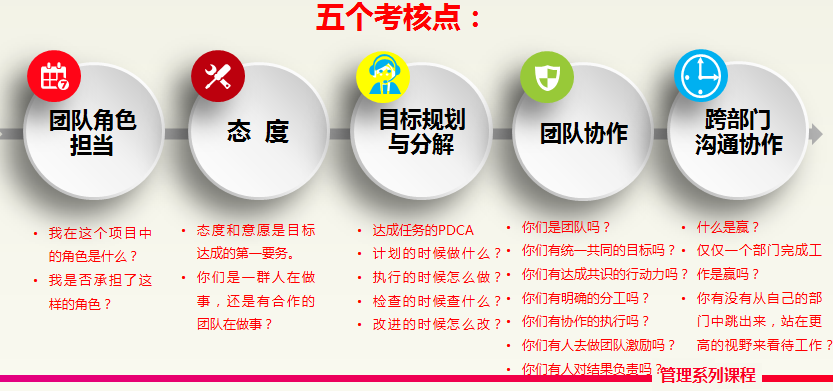 五个考核点：
7
团队角色
担当
态 度
目标规划
与分解
团队协作
跨部门
沟通协作
• 我在这个项目中
的角色是什么？
• 我是否承担了这
样的角色？
• 态度和意愿是目标
达成的第一要务。
• 你们是一群人在做
事，还是有合作的
团队在做事？
• 达成任务的PDCA
• 计划的时候做什么？
• 执行的时候怎么做？
• 检查的时候查什么？
• 改进的时候怎么改？
• 你们是团队吗？
• 你们有统一共同的目标吗？
• 你们有达成共识的行动力吗？
• 你们有明确的分工吗？
• 你们有协作的执行吗？
• 你们有人去做团队激励吗？
• 你们有人对结果负责吗？
• 什么是赢？
• 仅仅一个部门完成工
作是赢吗？
• 你有没有从自己的部
门中跳出来，站在更
高的视野来看待工作？
管理系列课程